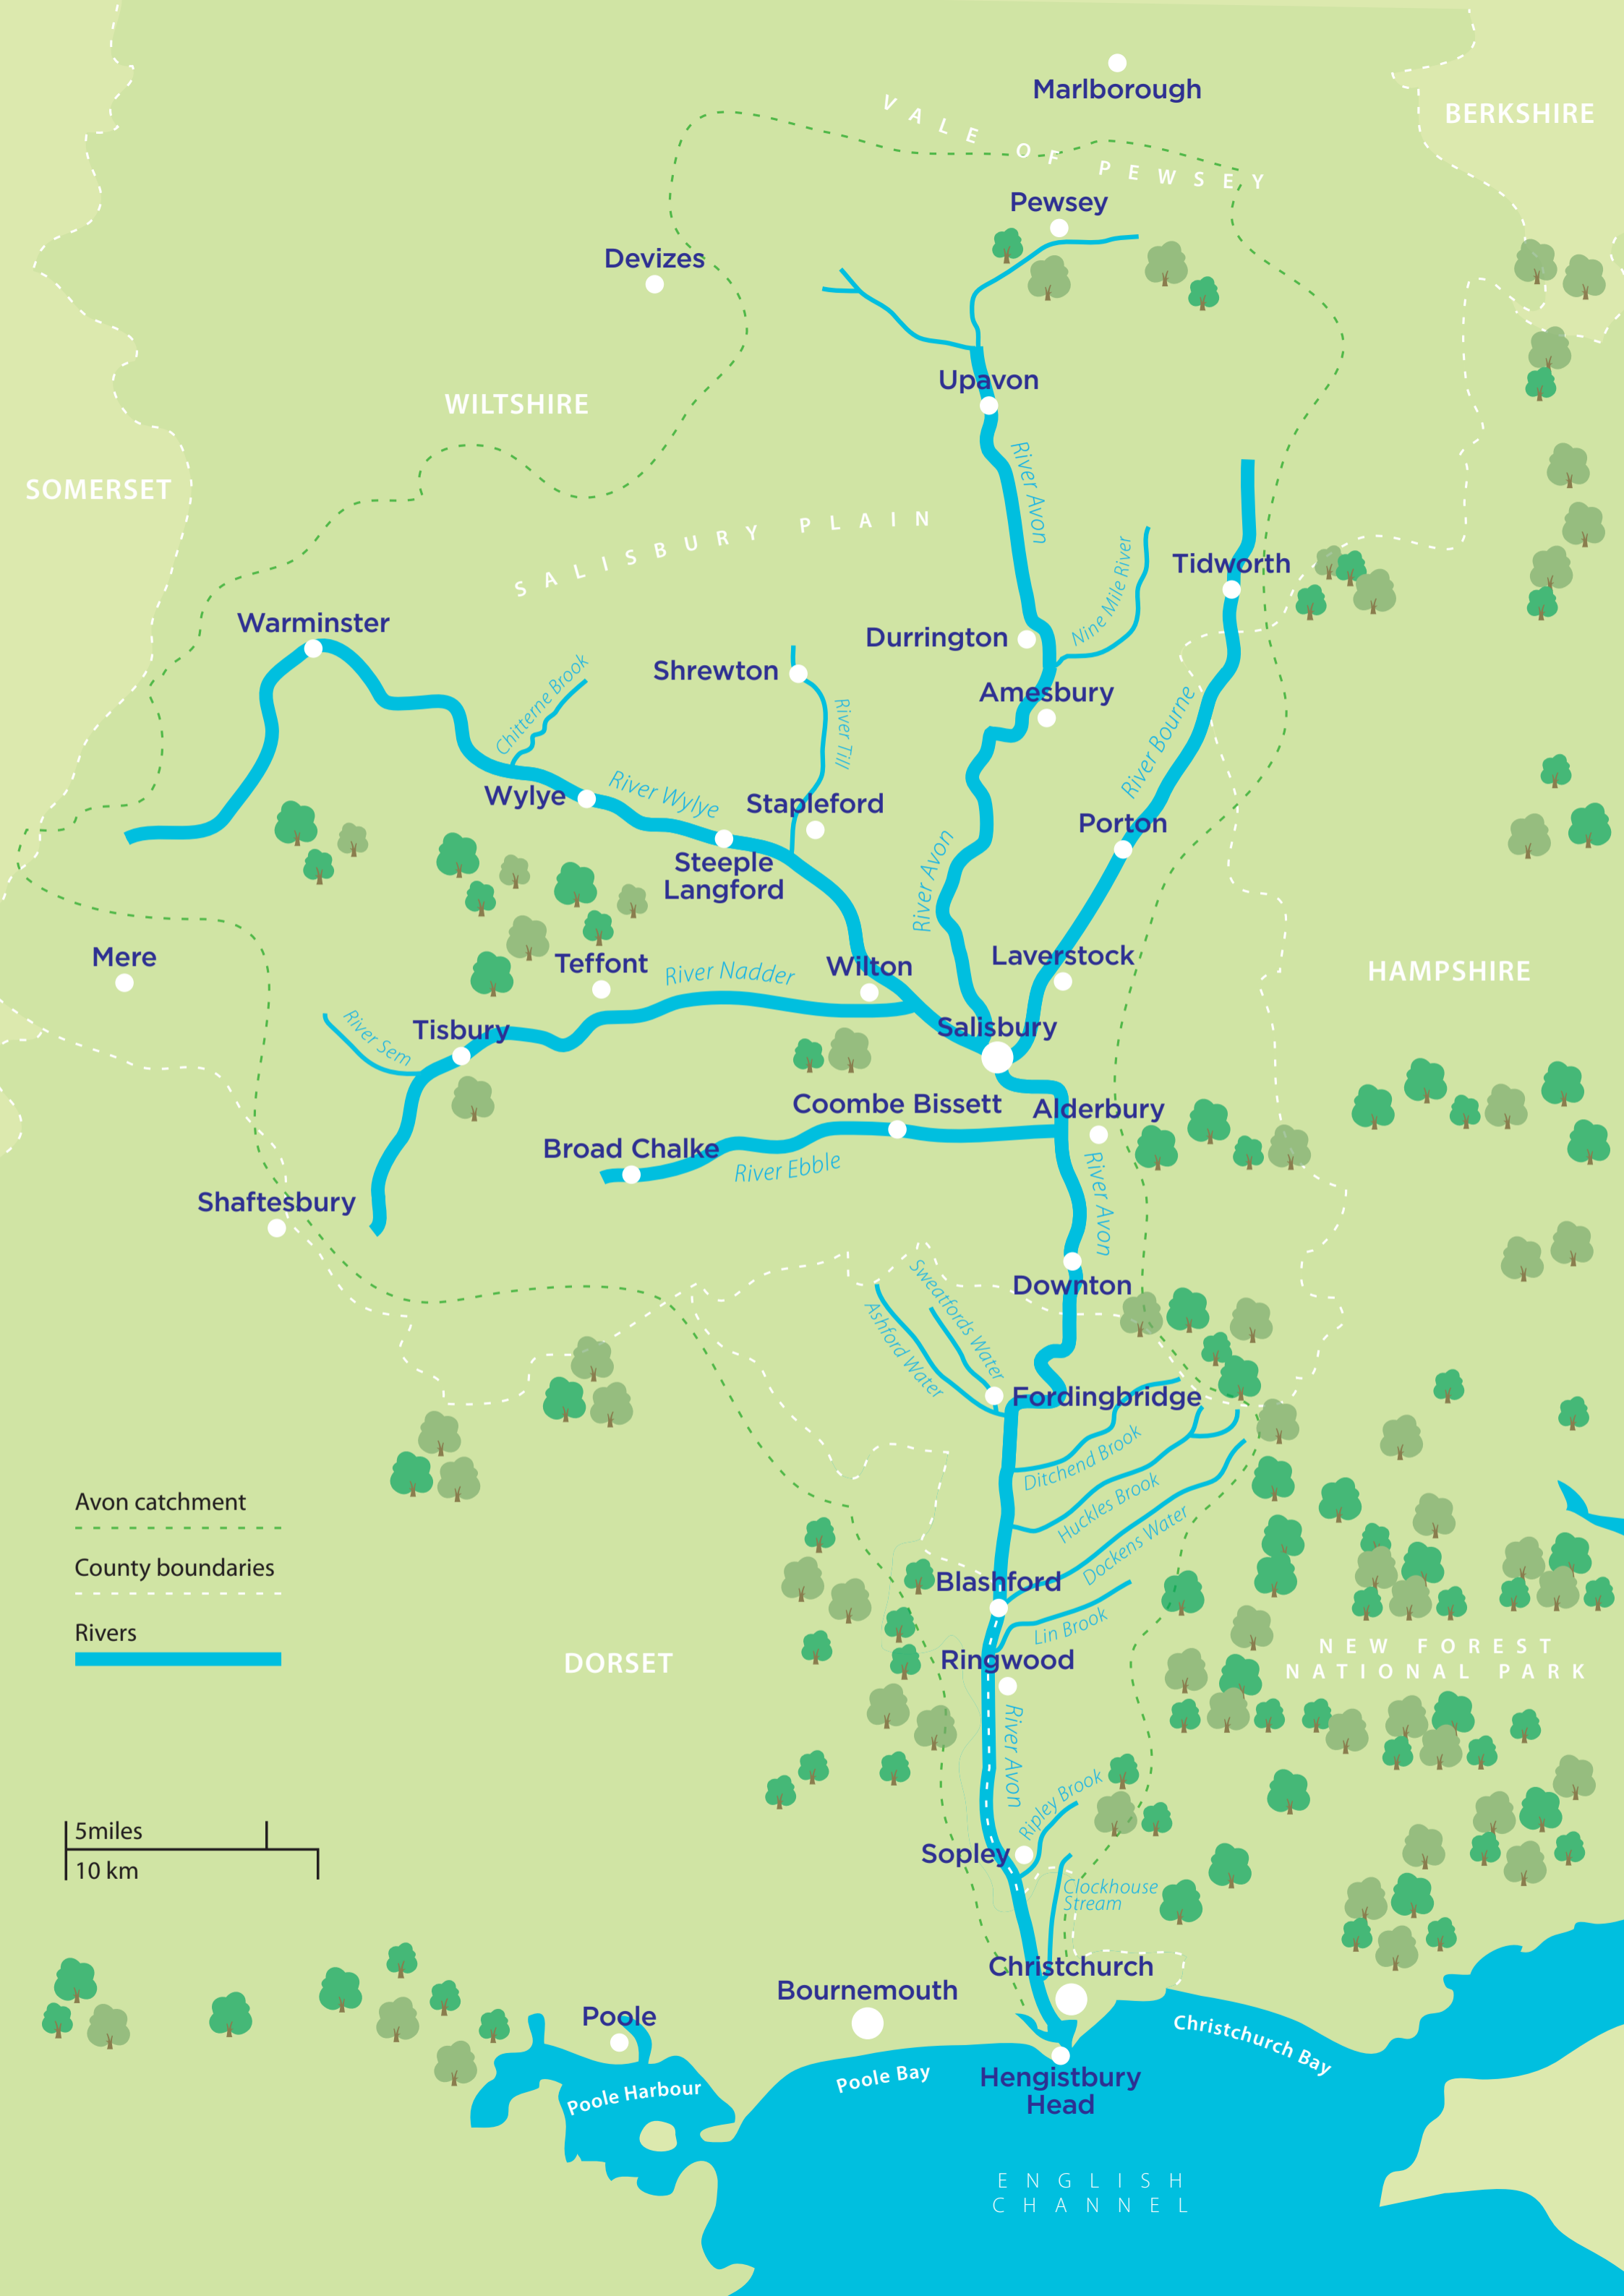 Marlborough
BERKSHIRE
VALE OF PEWSEY
Pewsey
Devizes
Upavon
WILTSHIRE
River Avon
SOMERSET
SALISBURY PLAIN
Nine Mile River
Tidworth
Warminster
Durrington
Shrewton
Chitterne Brook
Amesbury
River Till
River Bourne
Wylye
River Wylye
Stapleford
Porton
Steeple
Langford
River Avon
Mere
Teffont
River Nadder
Wilton
Laverstock
HAMPSHIRE
River Sem
Tisbury
Salisbury
Coombe Bissett
Alderbury
Broad Chalke
River Ebble
River Avon
Shaftesbury
Downton
Sweatfords Water
Ashford Water
Fordingbridge
Ditchend Brook
Huckles Brook
Dockens Water
Avon catchment
County boundaries
Rivers
Blashford
Lin Brook
NEW FOREST
NATIONAL PARK
DORSET
Ringwood
River Avon
Ripley Brook
5miles
10 km
Sopley
Clockhouse
Stream
Christchurch
Bournemouth
Poole
Christchurch Bay
Poole Harbour
Poole Bay
Hengistbury
Head
ENGLISH
CHANNEL